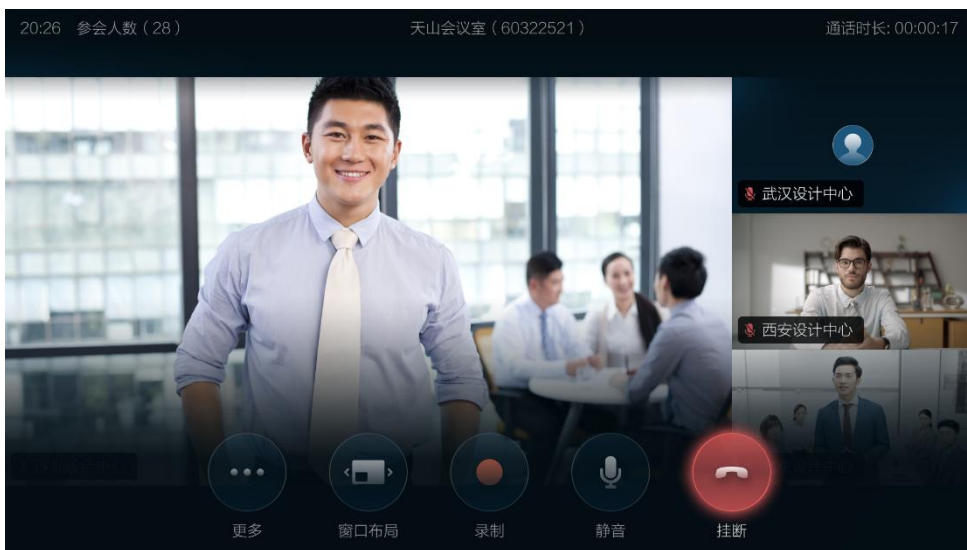 20:26 参会人数（28） 天山会议室（60322521） 通话时长: 00:00:17
武汉设计中心
西安设计中心
更多 窗口布局 录制 静音 挂断